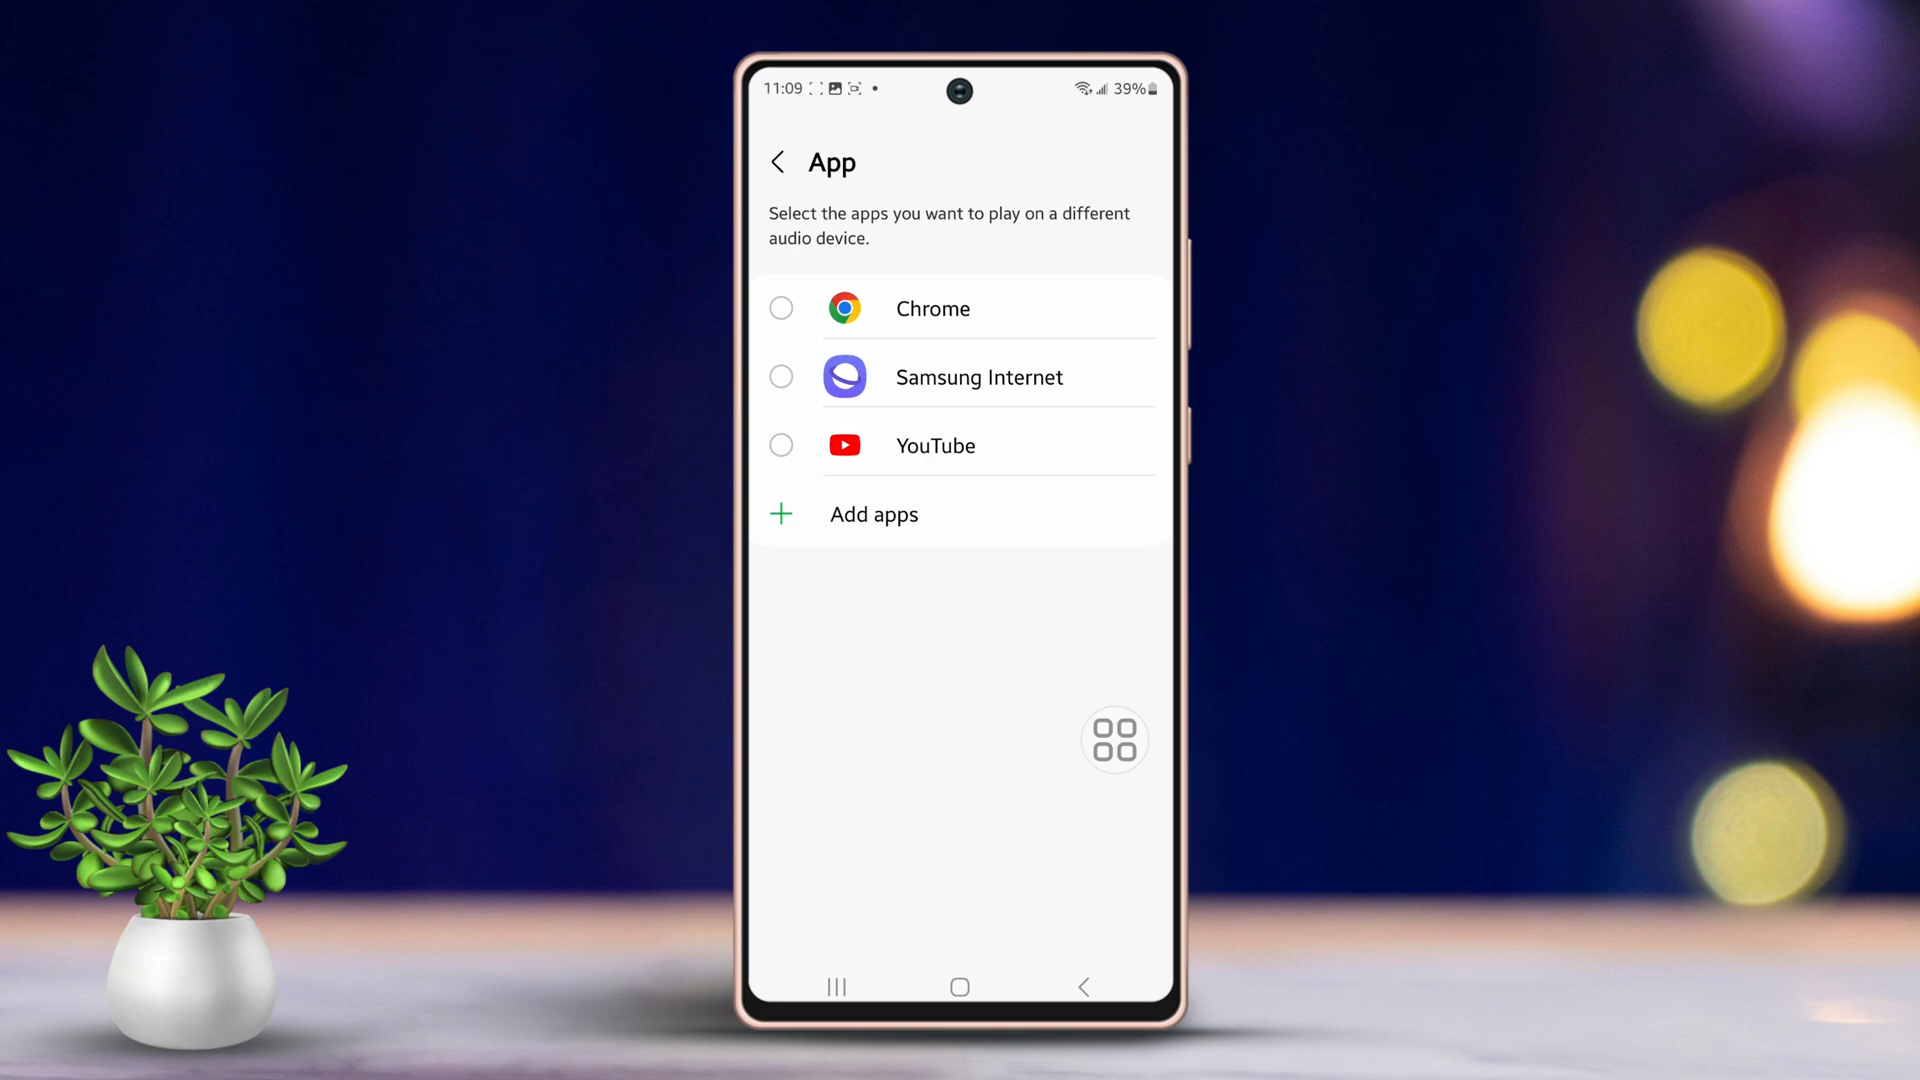 11:09
39%
App
Select the apps you want to play on a different
audio device.
Chrome
Samsung Internet
YouTube
Add apps